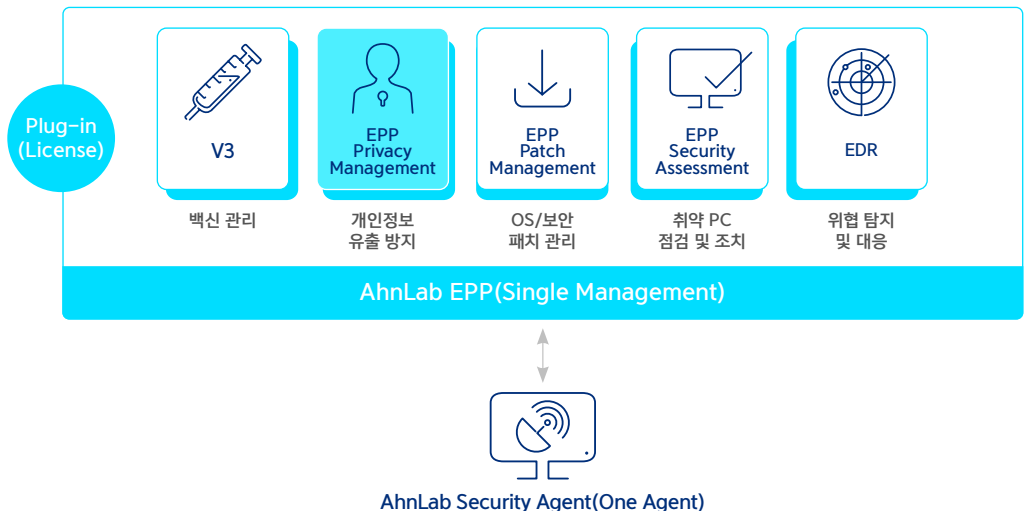 Plug-in
(License)
V3
EPP
Privacy
Management
EPP
Patch
Management
EPP
Security
Assessment
EDR
백신 관리
개인정보
유출 방지
OS/보안
패치 관리
취약 PC
점검 및 조치
위협 탐지
및 대응
AhnLab EPP(Single Management)
AhnLab Security Agent(One Agent)